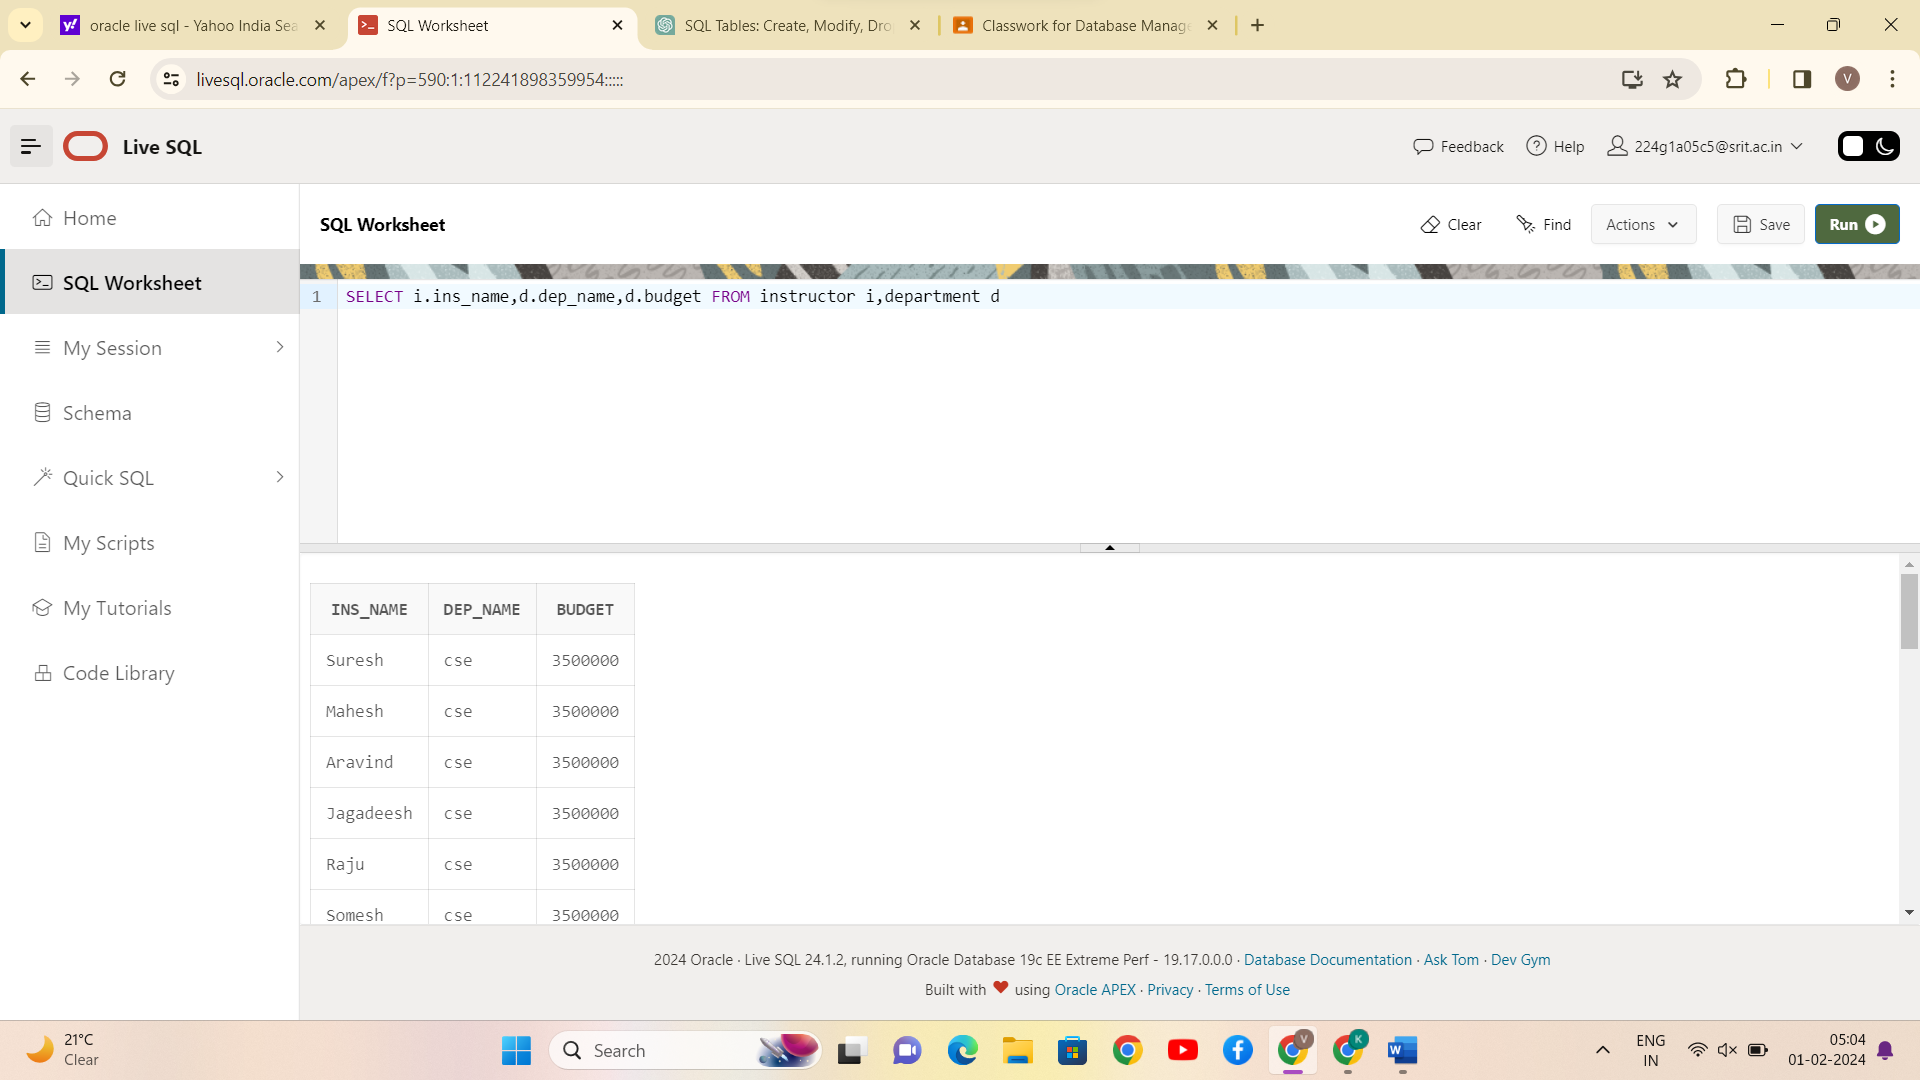 oracle live sql - Yahoo India Sea
SQL Worksheet
SQL Tables: Create, Modify, Dro
Classwork for Database Manage
livesql.oracle.com/apex/f?p=590:1:112241898359954:::::
V
Live SQL
Feedback
Help
224g1a05c5@srit.ac.in
Home
SQL Worksheet
My Session
Schema
Quick SQL
My Scripts
My Tutorials
Code Library
SQL Worksheet
Clear
Find
Actions
Save
Run
1 SELECT i.ins_name,d.dep_name,d.budget FROM instructor i,department d
INS_NAME DEP_NAME BUDGET
Suresh cse 3500000
Mahesh cse 3500000
Aravind cse 3500000
Jagadeesh cse 3500000
Raju cse 3500000
Somesh cse 3500000
2024 Oracle · Live SQL 24.1.2, running Oracle Database 19c EE Extreme Perf - 19.17.0.0.0 · Database Documentation · Ask Tom · Dev Gym
Built with ❤ using Oracle APEX · Privacy · Terms of Use
21°C
Clear
Search
V
K
ENG
IN
05:04
01-02-2024